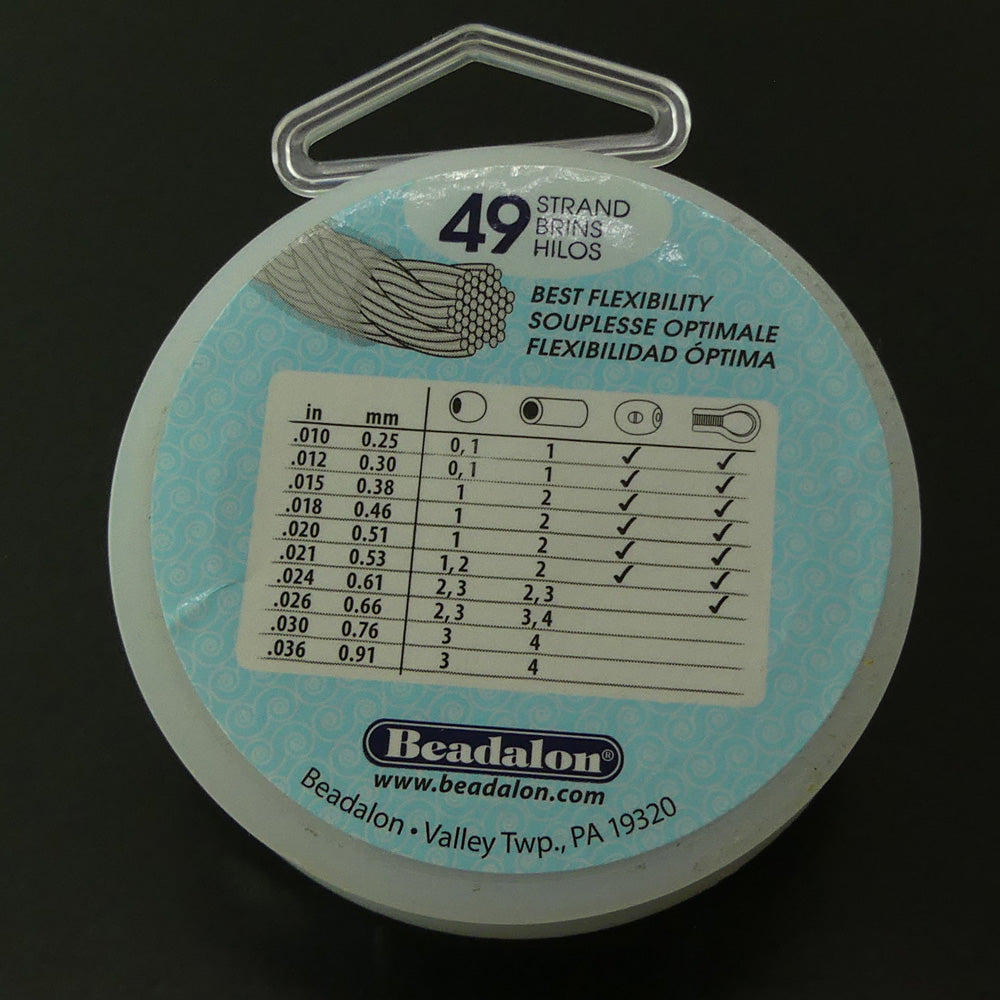 49 STRAND
BRINS
HILOS
BEST FLEXIBILITY
SOUPLESSE OPTIMALE
FLEXIBILIDAD ÓPTIMA
in mm
.010 0.25 0, 1 1 ✓ ✓
.012 0.30 0, 1 1 ✓ ✓
.015 0.38 1 2 ✓ ✓
.018 0.46 1 2 ✓ ✓
.020 0.51 1 2 ✓ ✓
.021 0.53 1, 2 2 ✓ ✓
.024 0.61 2, 3 2, 3 ✓
.026 0.66 2, 3 3, 4
.030 0.76 3 4
.036 0.91 3 4
Beadalon®
www.beadalon.com
Beadalon • Valley Twp., PA 19320